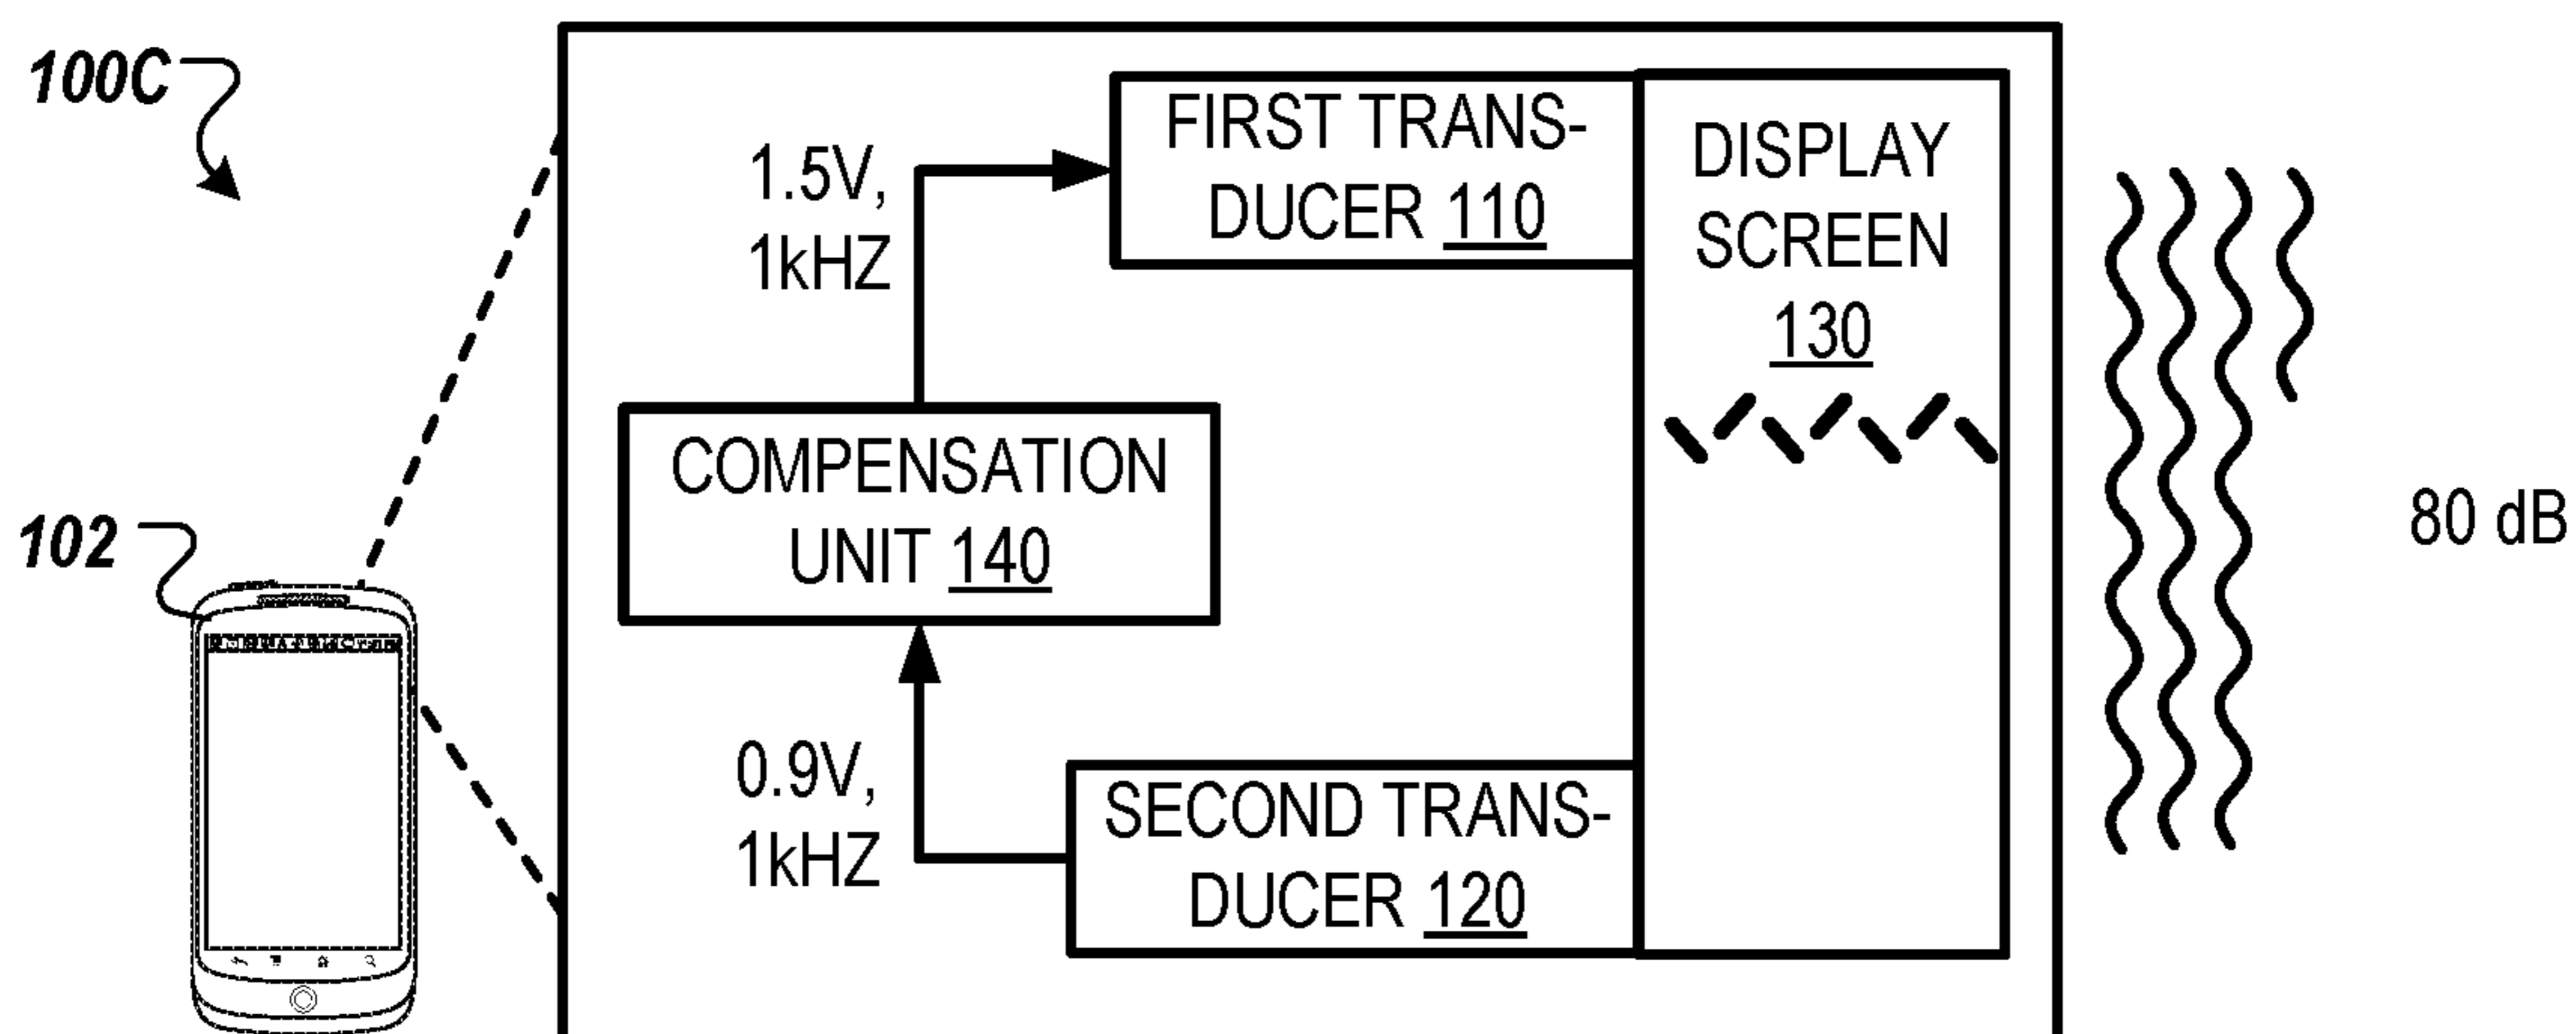 100C
1.5V,
1kHZ
FIRST TRANS-
DUCER 110
DISPLAY
SCREEN
130
COMPENSATION
UNIT 140
80 dB
102
0.9V,
1kHZ
SECOND TRANS-
DUCER 120